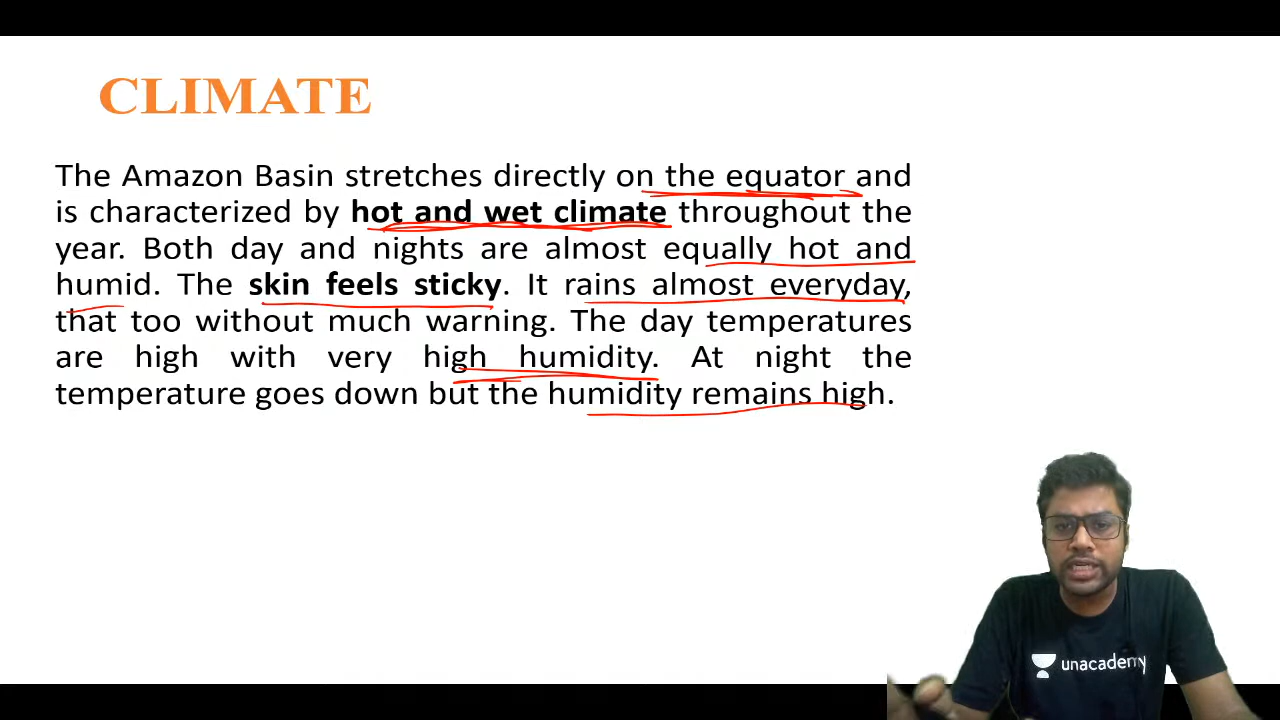 CLIMATE
The Amazon Basin stretches directly on the equator and
is characterized by hot and wet climate throughout the
year. Both day and nights are almost equally hot and
humid. The skin feels sticky. It rains almost everyday,
that too without much warning. The day temperatures
are high with very high humidity. At night the
temperature goes down but the humidity remains high.
unacademy